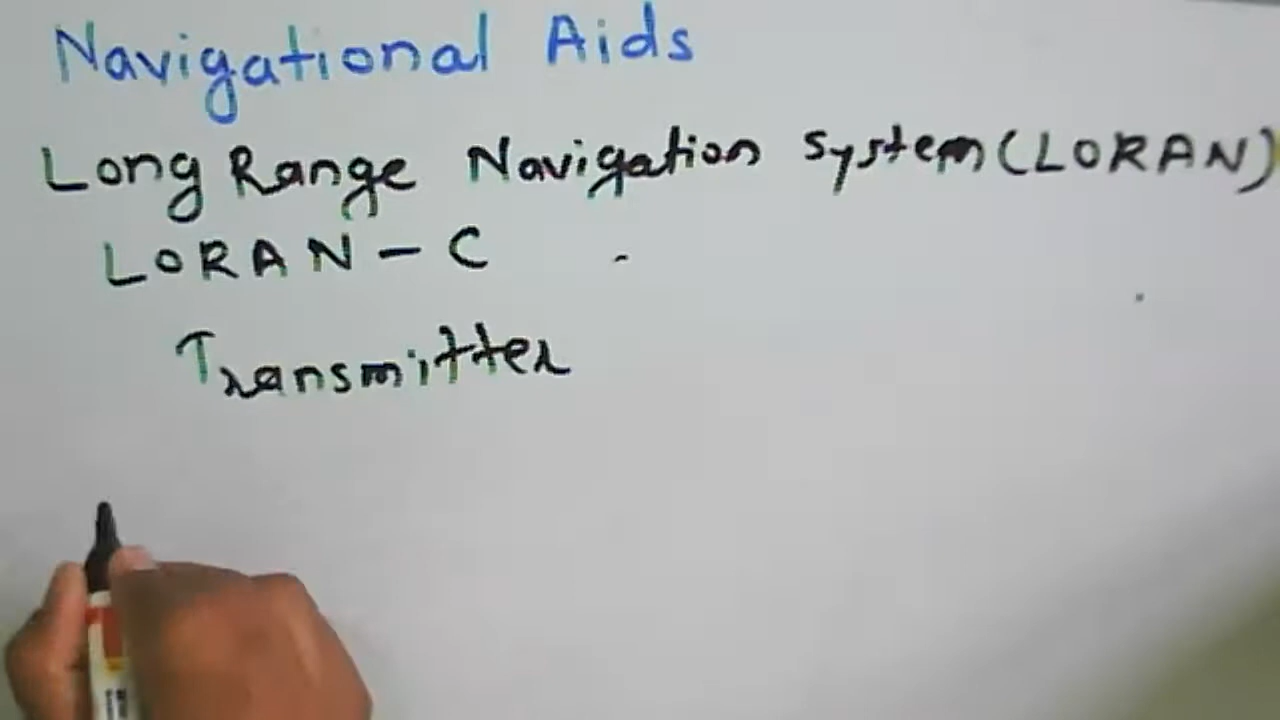 Navigational Aids
Long Range Navigation System (LORAN)
LORAN - C
Transmitter